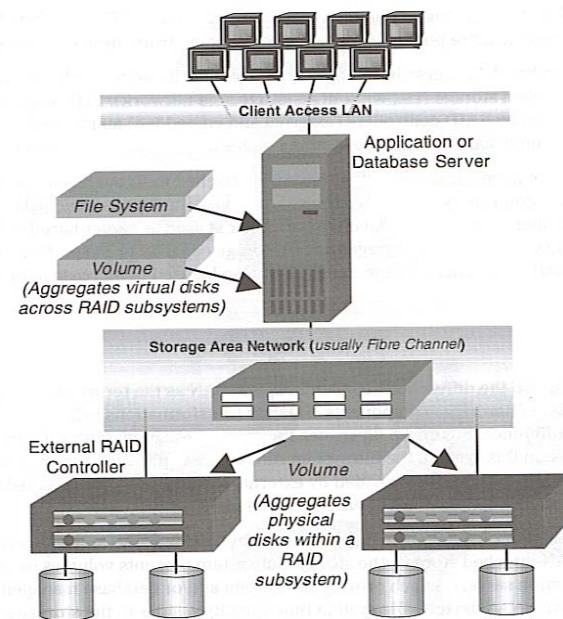 Client Access LAN
Application or
Database Server
File System
Volume
(Aggregates virtual disks
across RAID subsystems)
Storage Area Network (usually Fibre Channel)
External RAID
Controller
Volume
(Aggregates
physical
disks within a
RAID
subsystem)